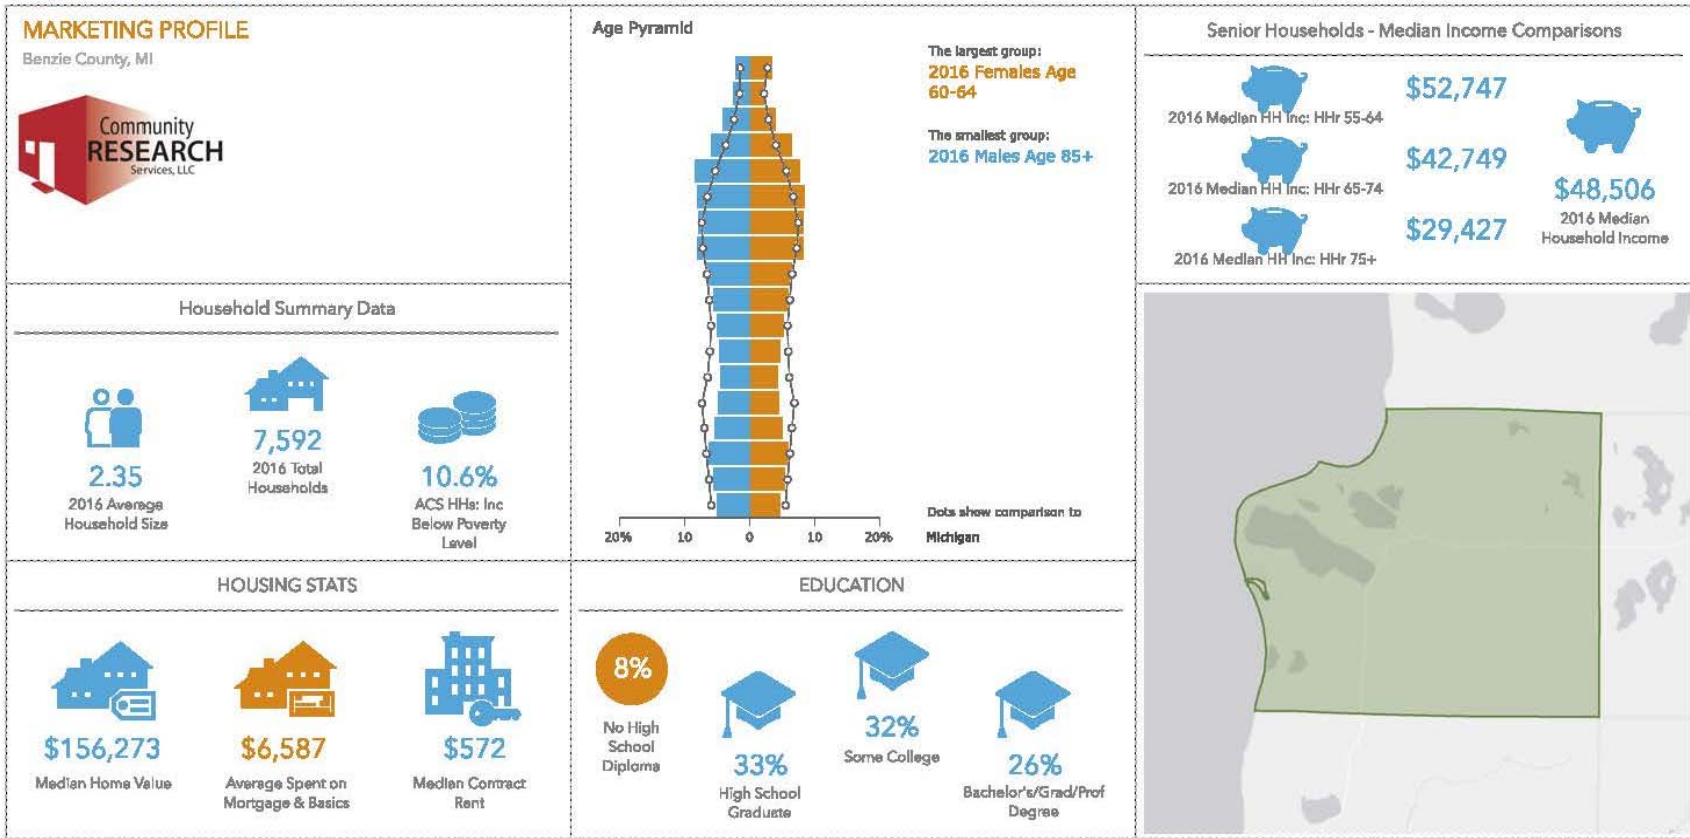 MARKETING PROFILE
Benzie County, MI
Community
RESEARCH
Services, LLC
Age Pyramid
The largest group:
2016 Females Age
60-64
The smallest group:
2016 Males Age 85+
20%
10
0
10
20%
Dots show comparison to
Michigan
Senior Households - Median Income Comparisons
$52,747
2016 Median HH Inc: HHr 55-64
$42,749
2016 Median HH Inc: HHr 65-74
$29,427
2016 Median HH Inc: HHr 75+
$48,506
2016 Median
Household Income
Household Summary Data
2.35
2016 Average
Household Size
7,592
2016 Total
Households
10.6%
ACS HHs: Inc
Below Poverty
Level
HOUSING STATS
$156,273
Median Home Value
$6,587
Average Spent on
Mortgage & Basics
$572
Median Contract
Rent
EDUCATION
8%
No High
School
Diploma
33%
High School
Graduate
32%
Some College
26%
Bachelor's/Grad/Prof
Degree